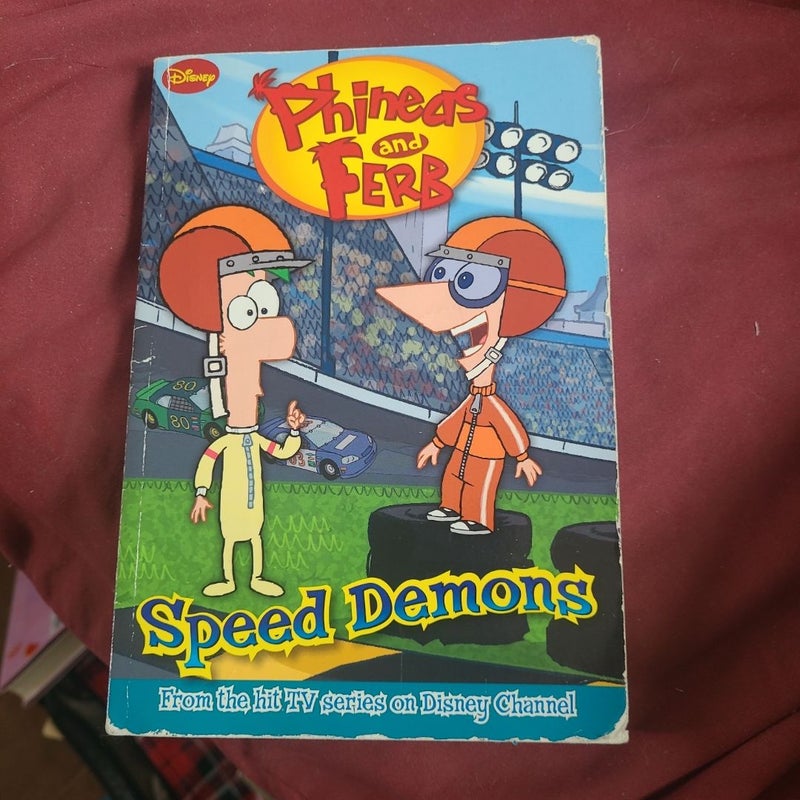 Disney
Phineas
and
Ferb
80
80
Speed Demons
From the hit TV series on Disney Channel